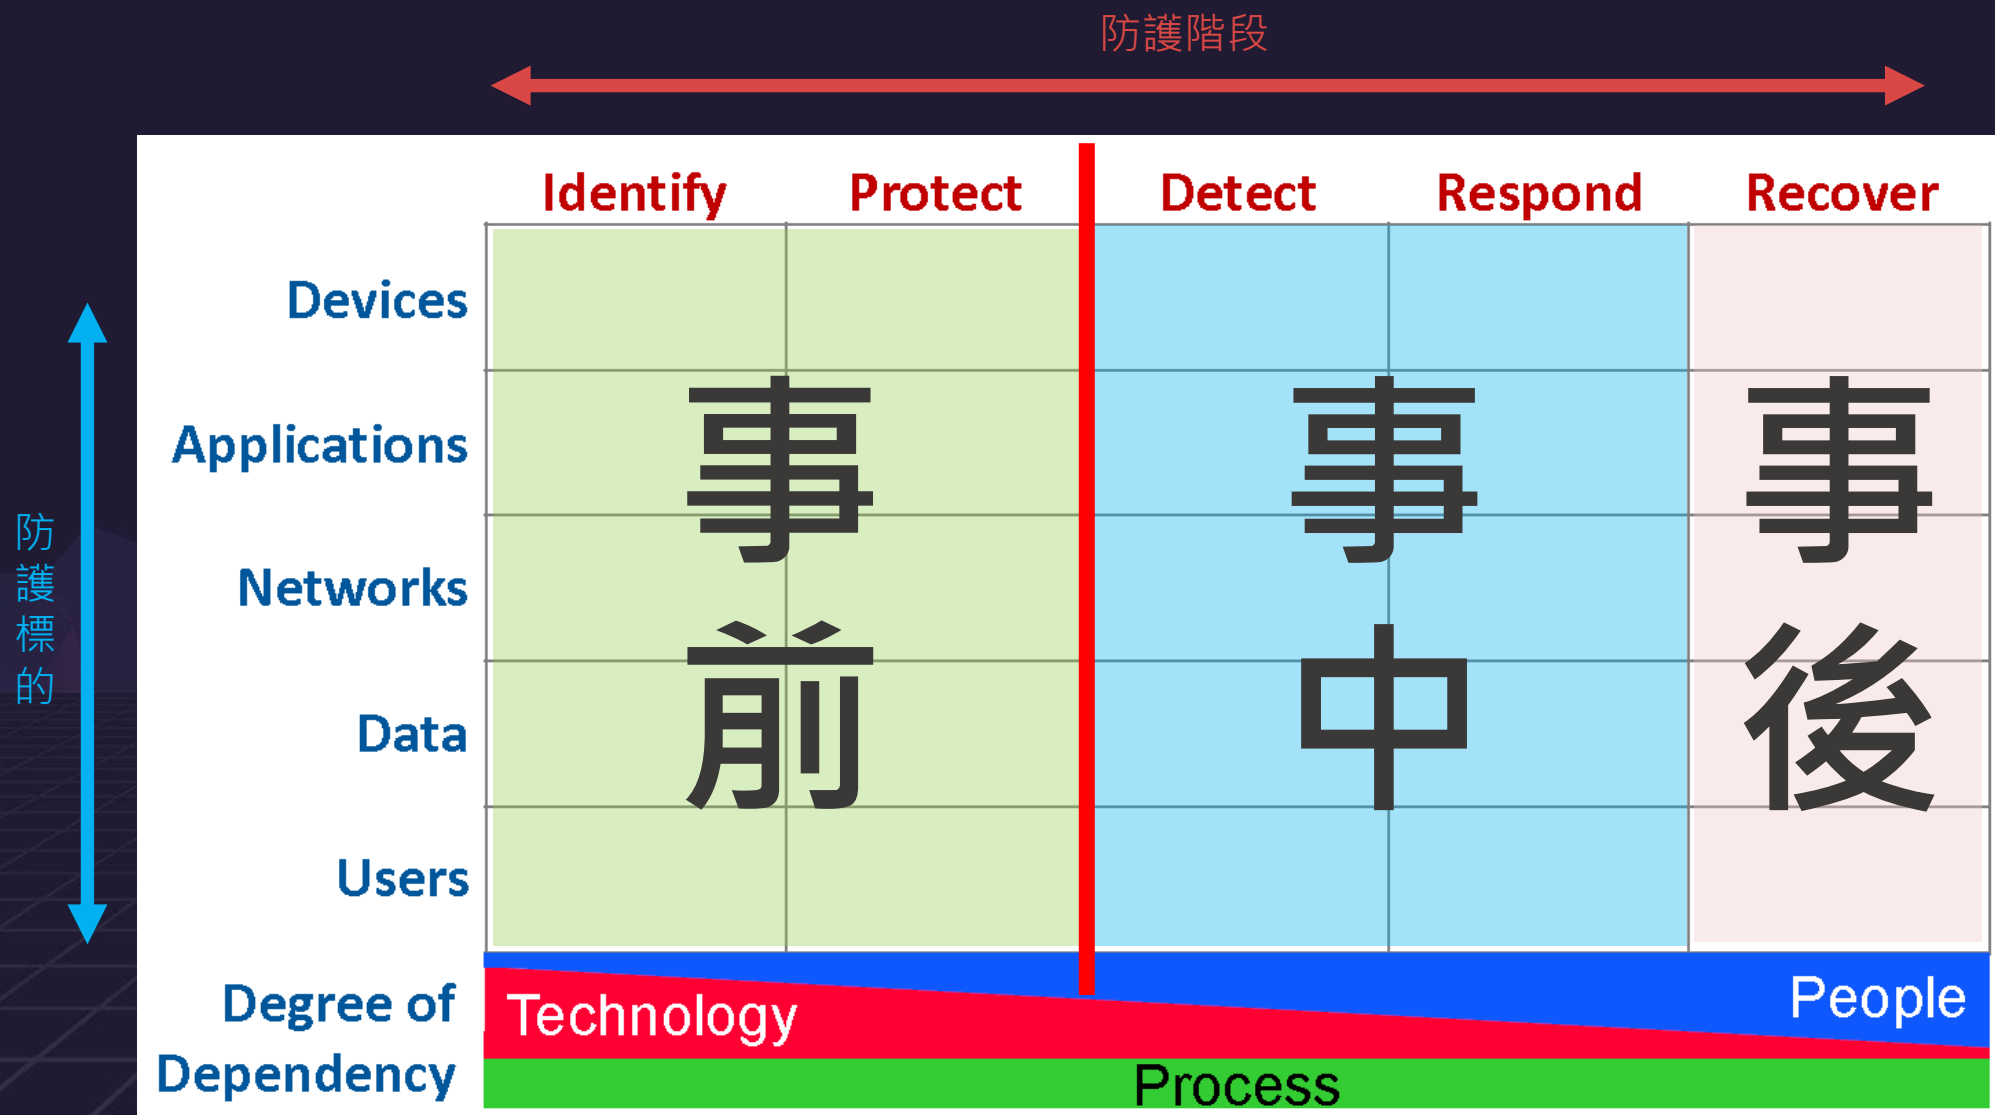 防護階段
Identify Protect Detect Respond Recover
防護標的
Devices
Applications
Networks
Data
Users
事前
事中
事後
Degree of
Dependency
Technology
People
Process